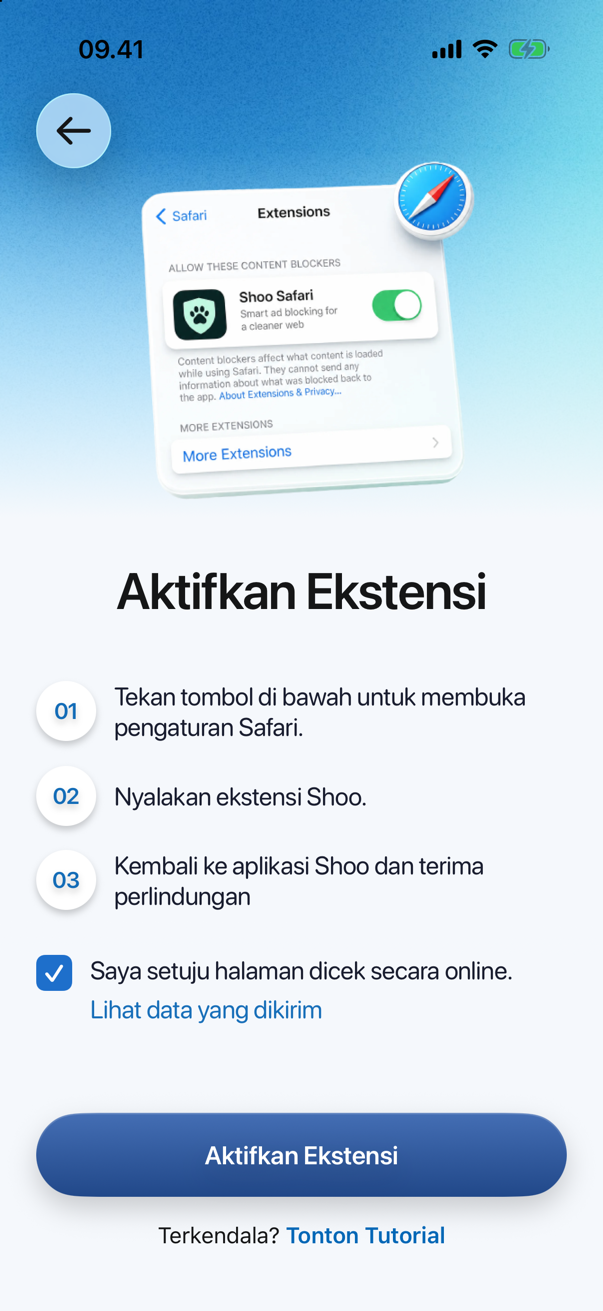 09.41
Safari
Extensions
ALLOW THESE CONTENT BLOCKERS
Shoo Safari
Smart ad blocking for
a cleaner web
Content blockers affect what content is loaded
while using Safari. They cannot send any
information about what was blocked back to
the app. About Extensions & Privacy...
MORE EXTENSIONS
More Extensions
Aktifkan Ekstensi
01
Tekan tombol di bawah untuk membuka
pengaturan Safari.
02
Nyalakan ekstensi Shoo.
03
Kembali ke aplikasi Shoo dan terima
perlindungan
Saya setuju halaman dicek secara online.
Lihat data yang dikirim
Aktifkan Ekstensi
Terkendala? Tonton Tutorial